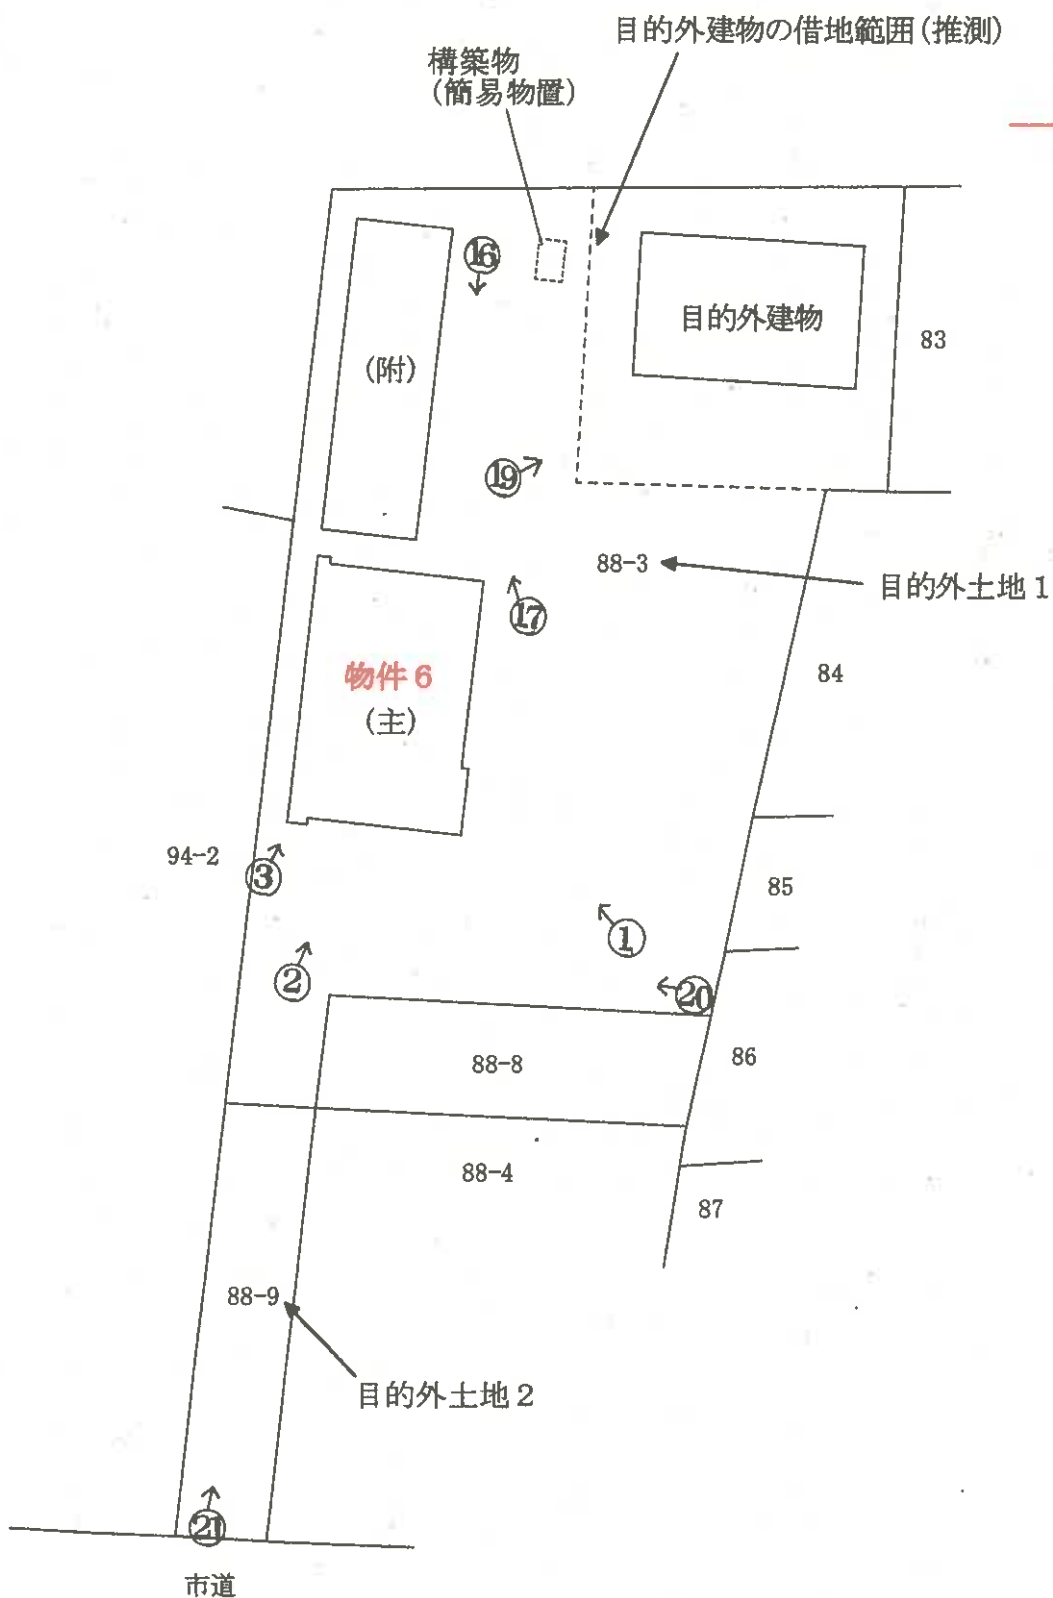 目的外建物の借地範囲(推測)
構築物
(簡易物置)
⑯
目的外建物
83
(附)
⑲
88-3
目的外土地1
⑰
物件6
(主)
84
94-2
③
85
①
②
⑳
88-8
86
88-4
87
88-9
目的外土地2
㉑
市道